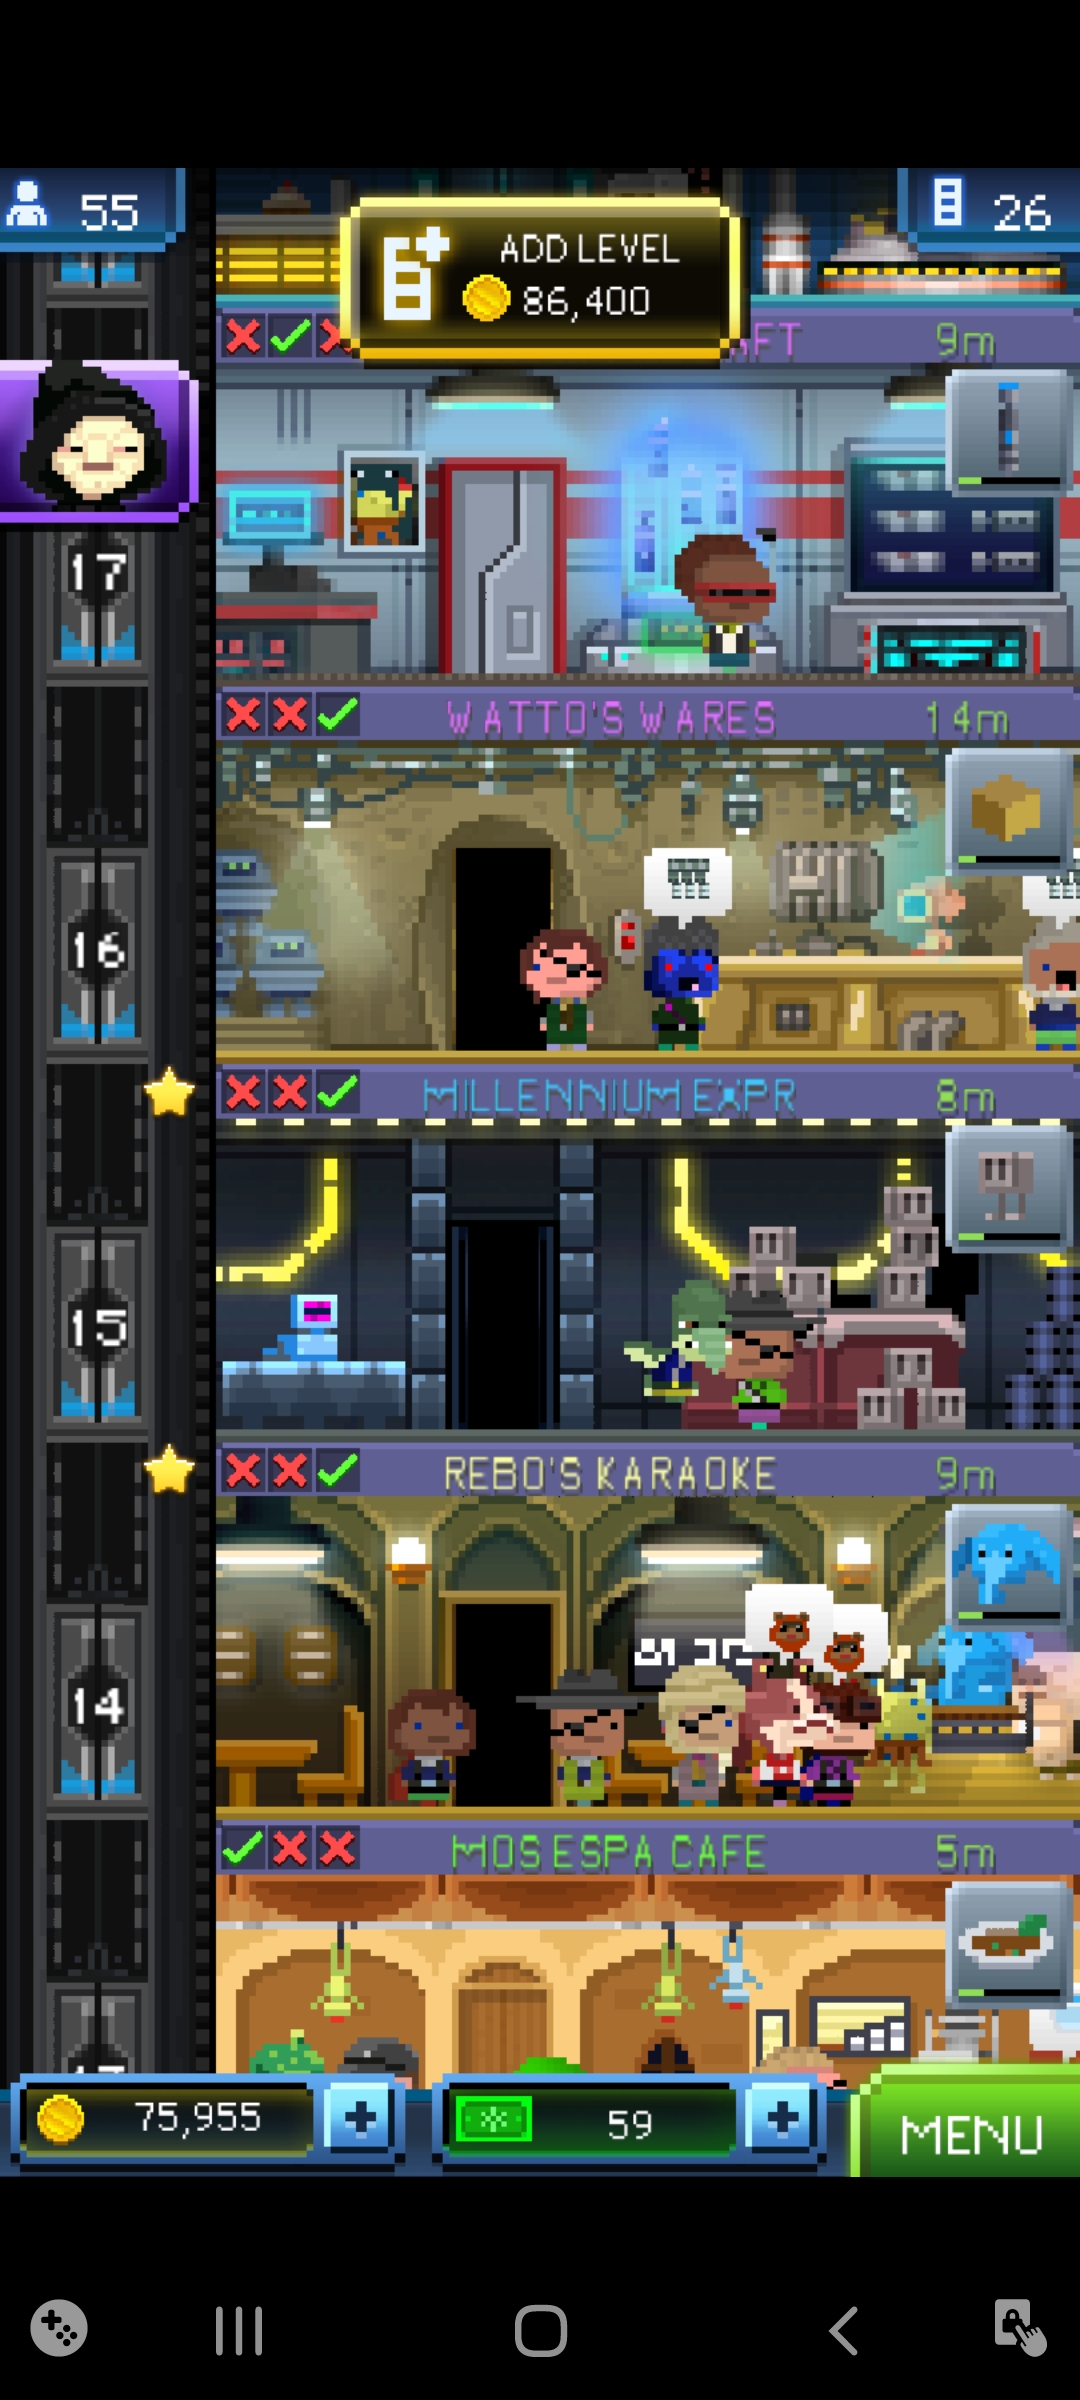 55
ADD LEVEL
86,400
26
9m
17
WATTO'S WARES
14m
16
MILLENNIUM EXPR
8m
15
REBO'S KARAOKE
9m
14
MOS ESPA CAFE
5m
75,955
59
MENU